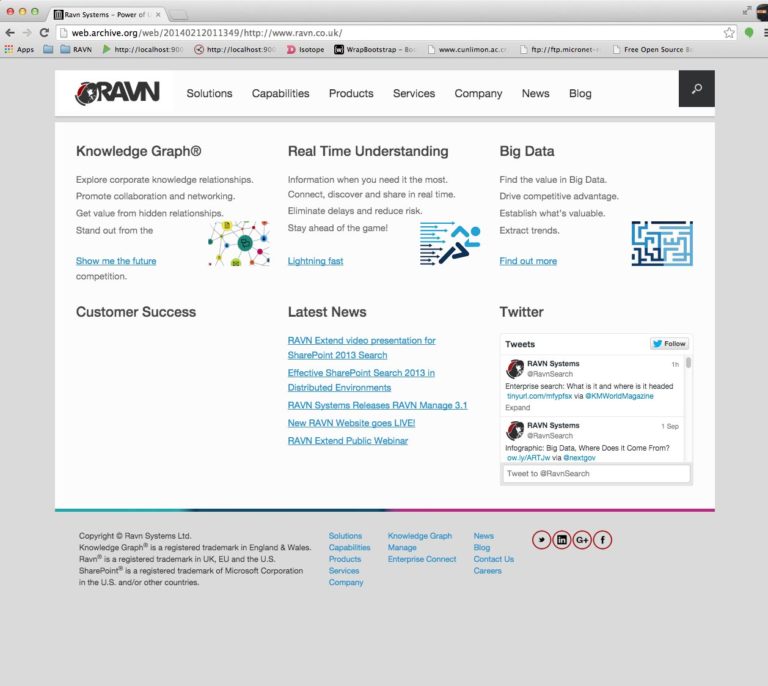 Ravn Systems – Power of
web.archive.org/web/20140212011349/http://www.ravn.co.uk/
Apps RAVN http://localhost:900 http://localhost:900 Isotope WrapBootstrap – Boo www.cunlimon.ac.cr ftp://ftp.micronet-r Free Open Source B
RAVN Solutions Capabilities Products Services Company News Blog
Knowledge Graph®
Explore corporate knowledge relationships.
Promote collaboration and networking.
Get value from hidden relationships.
Stand out from the
Show me the future
competition.
Real Time Understanding
Information when you need it the most.
Connect, discover and share in real time.
Eliminate delays and reduce risk.
Stay ahead of the game!
Lightning fast
Big Data
Find the value in Big Data.
Drive competitive advantage.
Establish what's valuable.
Extract trends.
Find out more
Customer Success
Latest News
RAVN Extend video presentation for
SharePoint 2013 Search
Effective SharePoint Search 2013 in
Distributed Environments
RAVN Systems Releases RAVN Manage 3.1
New RAVN Website goes LIVE!
RAVN Extend Public Webinar
Twitter
Tweets Follow
RAVN Systems 1h
@RavnSearch
Enterprise search: What is it and where is it headed
tinyurl.com/mfypfsx via @KMWorldMagazine
Expand
RAVN Systems 1 Sep
@RavnSearch
Infographic: Big Data, Where Does it Come From?
ow.ly/ARTJw via @nextgov
Tweet to @RavnSearch
Copyright © Ravn Systems Ltd.
Knowledge Graph® is a registered trademark in England & Wales.
Ravn® is a registered trademark in UK, EU and the U.S.
SharePoint® is a registered trademark of Microsoft Corporation
in the U.S. and/or other countries.
Solutions
Capabilities
Products
Services
Company
Knowledge Graph
Manage
Enterprise Connect
News
Blog
Contact Us
Careers
in G+ f